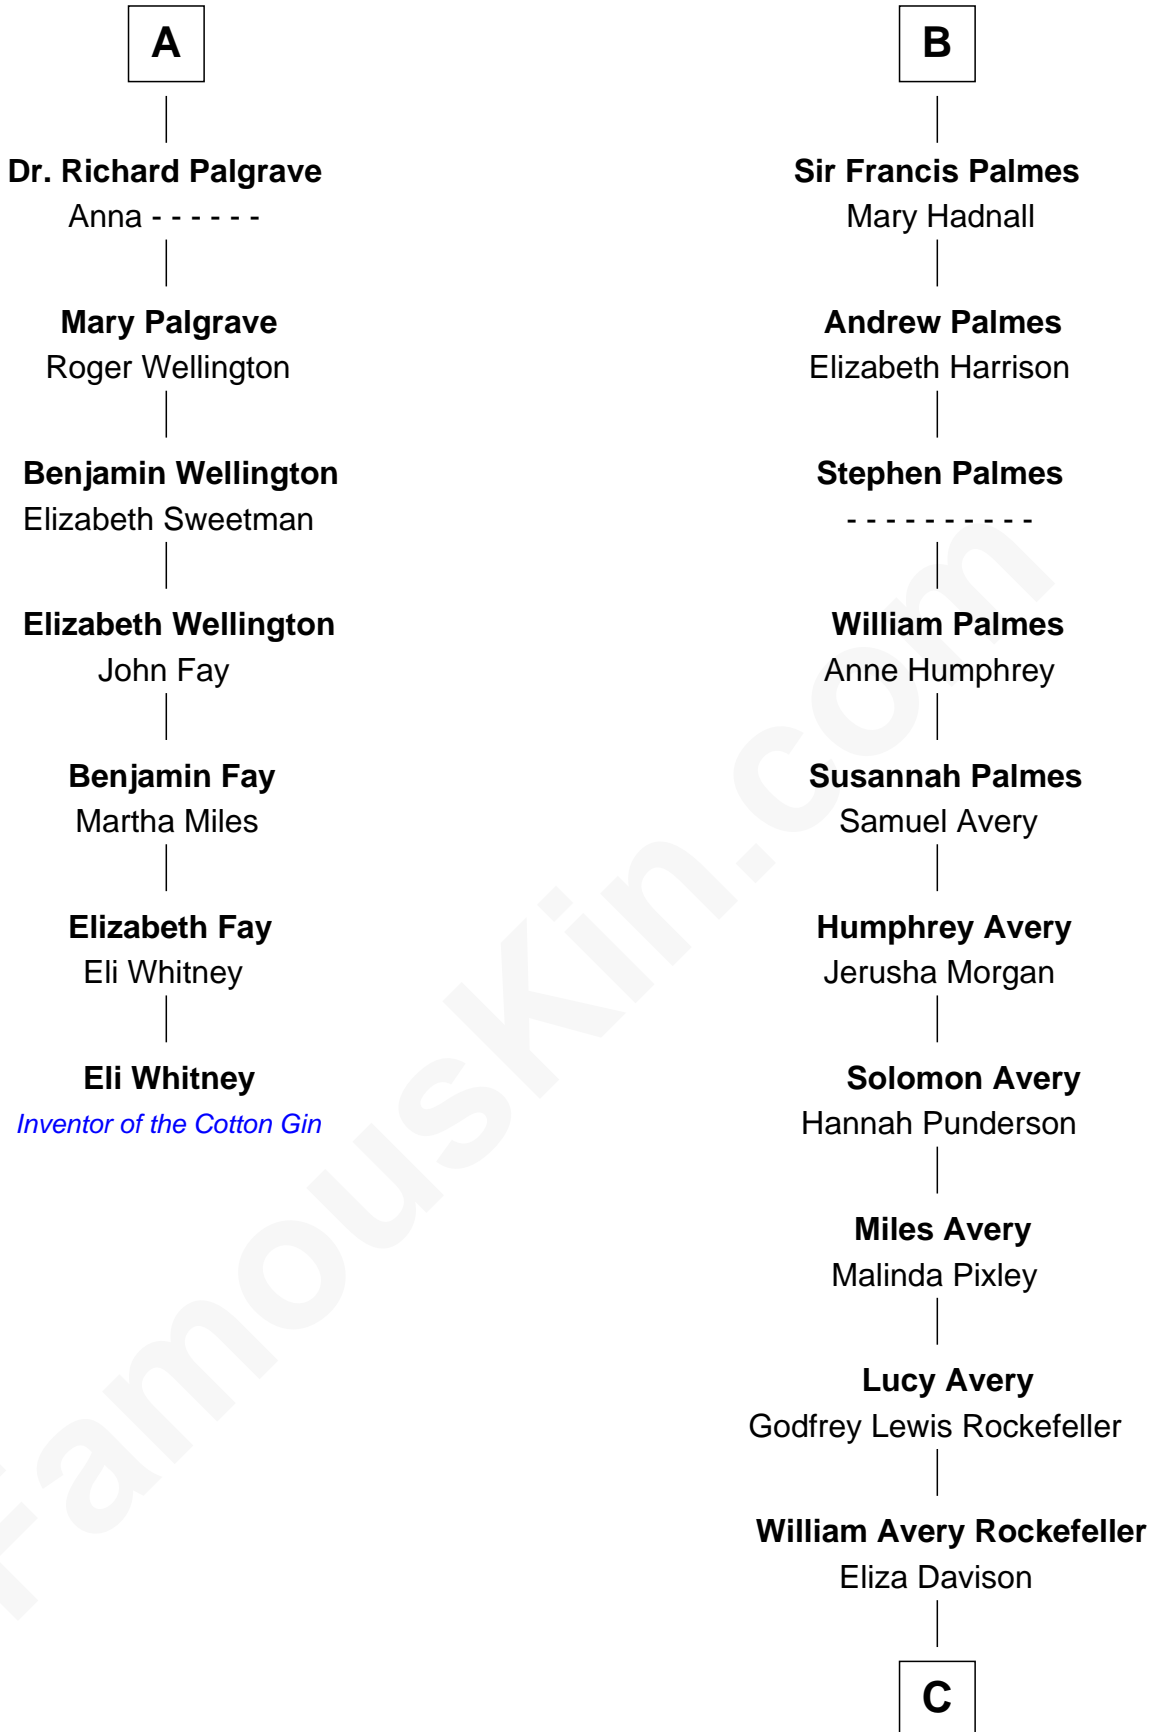 A
Dr. Richard Palgrave
Anna - - - - - -
Mary Palgrave
Roger Wellington
Benjamin Wellington
Elizabeth Sweetman
Elizabeth Wellington
John Fay
Benjamin Fay
Martha Miles
Elizabeth Fay
Eli Whitney
Eli Whitney
Inventor of the Cotton Gin
B
Sir Francis Palmes
Mary Hadnall
Andrew Palmes
Elizabeth Harrison
Stephen Palmes
- - - - - - - - - -
William Palmes
Anne Humphrey
Susannah Palmes
Samuel Avery
Humphrey Avery
Jerusha Morgan
Solomon Avery
Hannah Punderson
Miles Avery
Malinda Pixley
Lucy Avery
Godfrey Lewis Rockefeller
William Avery Rockefeller
Eliza Davison
C
FamousKin.com